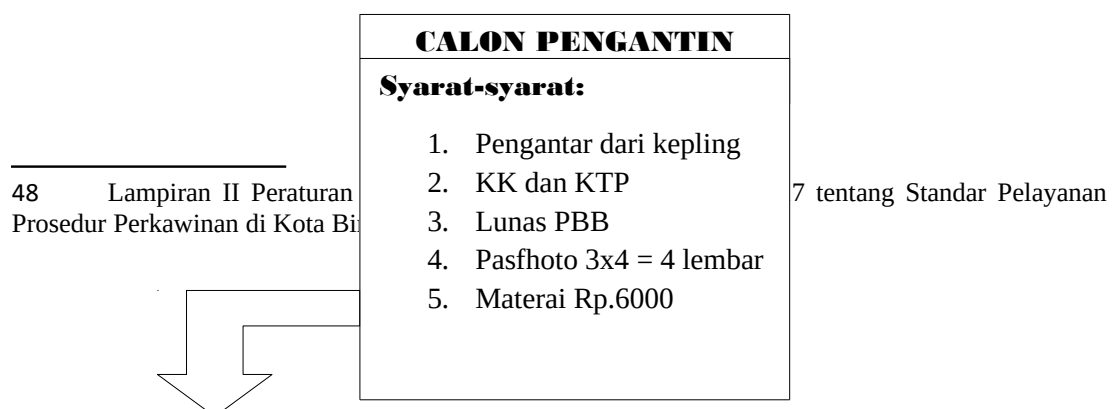 CALON PENGANTIN
Syarat-syarat:
1. Pengantar dari kepling
2. KK dan KTP
3. Lunas PBB
4. Pasfhoto 3x4 = 4 lembar
5. Materai Rp.6000
48 Lampiran II Peraturan 7 tentang Standar Pelayanan
Prosedur Perkawinan di Kota